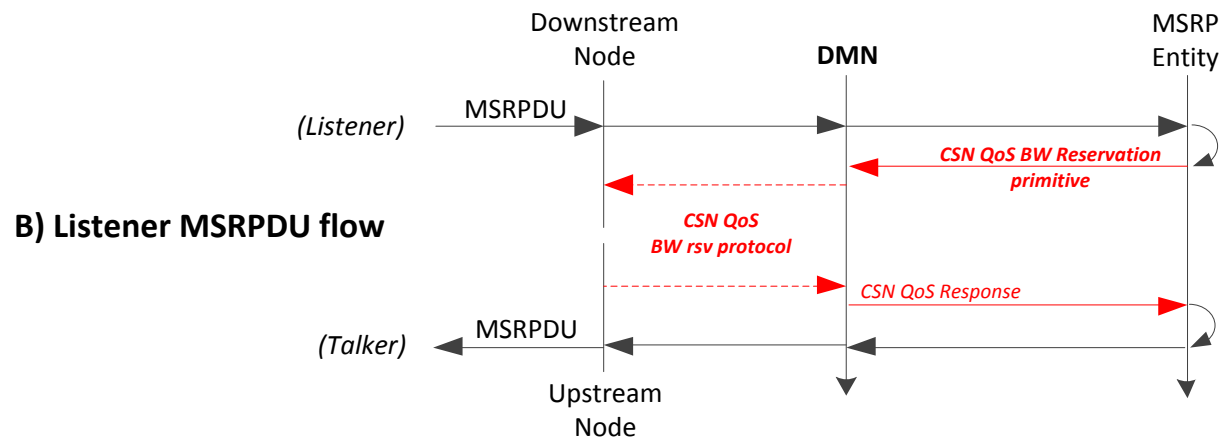 Downstream
Node
DMN
MSRP
Entity
(Listener)
MSRPDU
CSN QoS BW Reservation
primitive
B) Listener MSRPDU flow
CSN QoS
BW rsv protocol
CSN QoS Response
(Talker)
MSRPDU
Upstream
Node